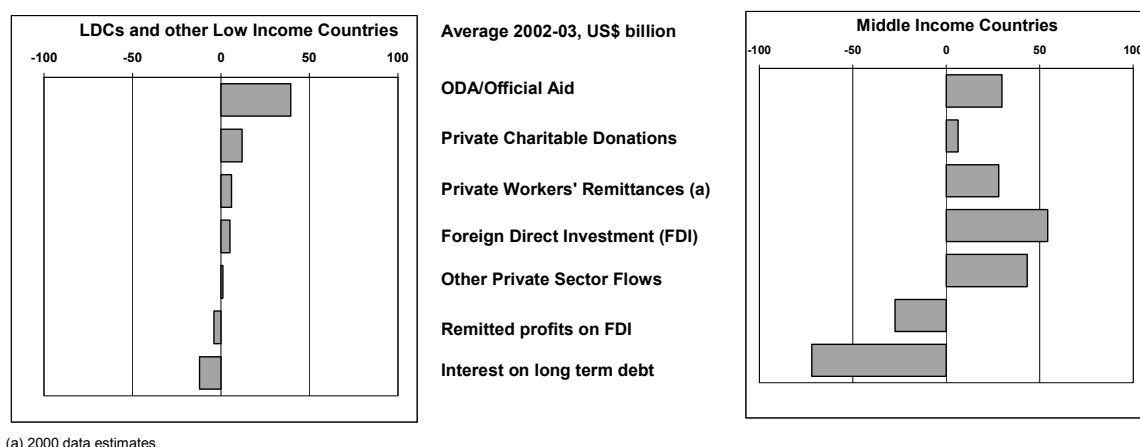 LDCs and other Low Income Countries
-100 -50 0 50 100
Average 2002-03, US$ billion
ODA/Official Aid
Private Charitable Donations
Private Workers' Remittances (a)
Foreign Direct Investment (FDI)
Other Private Sector Flows
Remitted profits on FDI
Interest on long term debt
Middle Income Countries
-100 -50 0 50 100
(a) 2000 data estimates